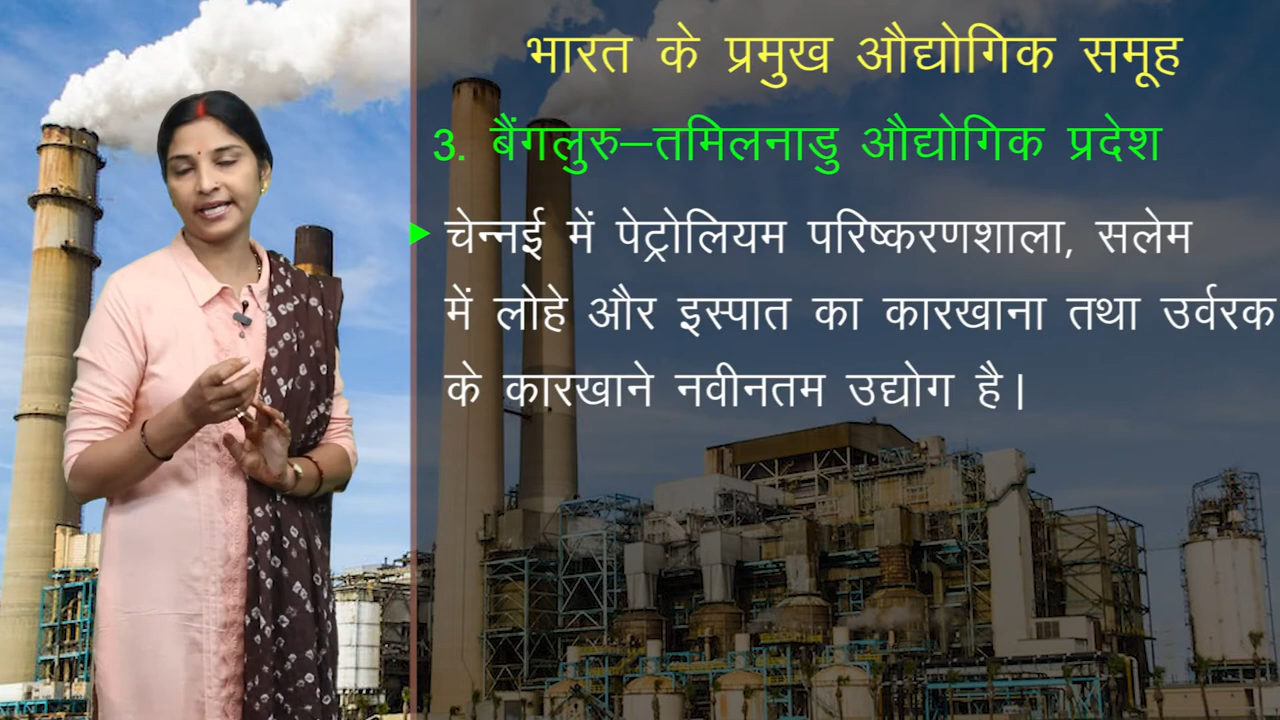 भारत के प्रमुख औद्योगिक समूह
3. बैंगलुरु–तमिलनाडु औद्योगिक प्रदेश
चेन्नई में पेट्रोलियम परिष्करणशाला, सलेम
में लोहे और इस्पात का कारखाना तथा उर्वरक
के कारखाने नवीनतम उद्योग है।